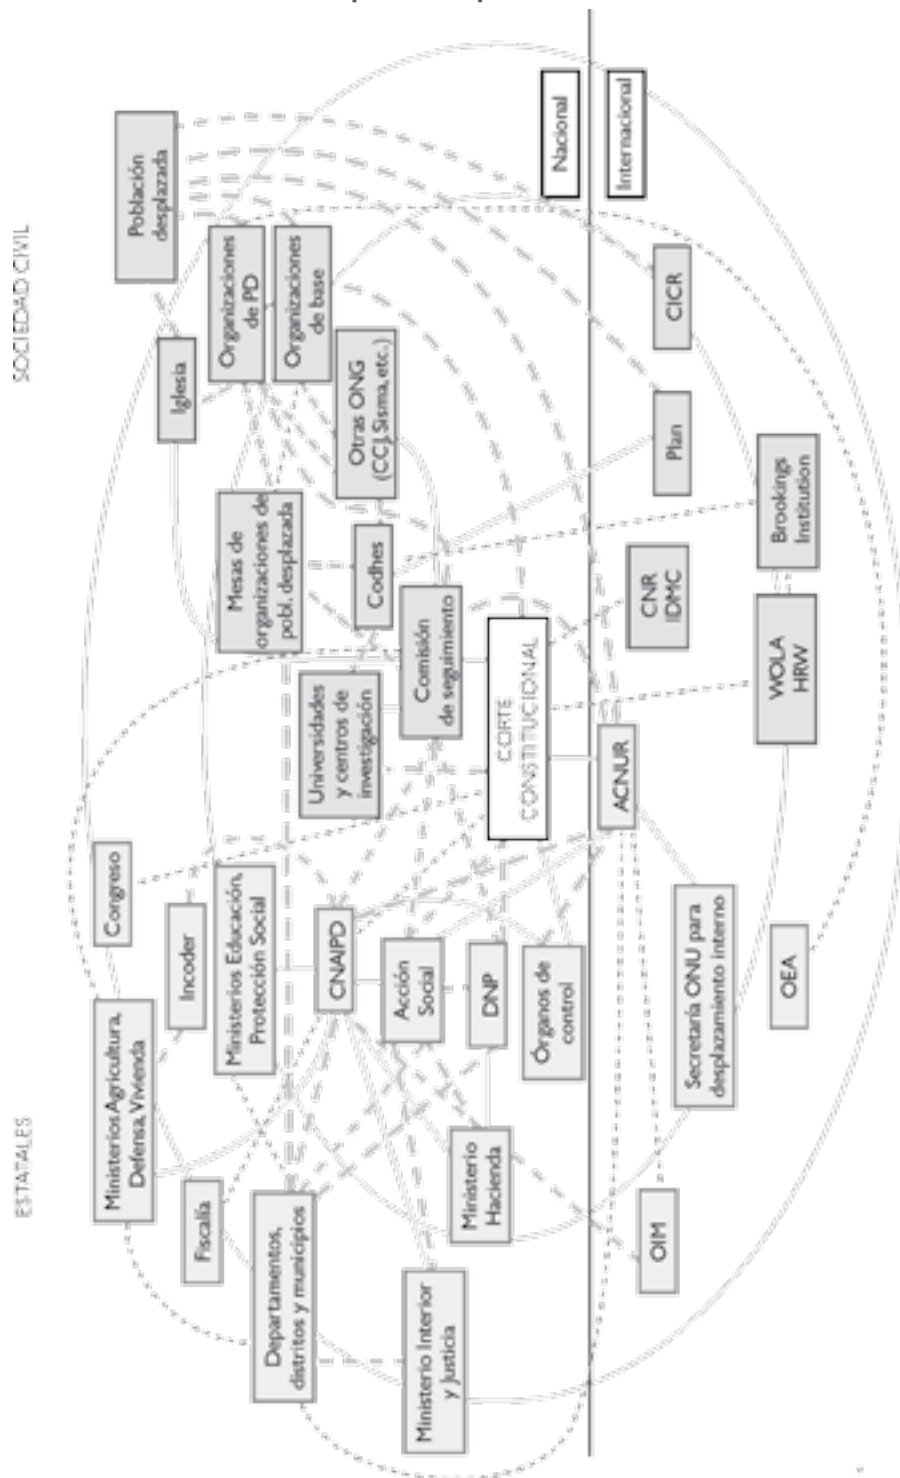 ESTATALES
SOCIEDAD CIVIL
Ministerios Agricultura,
Defensa, Vivienda
Congreso
Población
desplazada
Fiscalía
Incoder
Iglesia
Departamentos,
distritos y municipios
Ministerios Educación,
Protección Social
Mesas de
organizaciones de
pobl. desplazada
Organizaciones
de PD
Organizaciones
de base
CNAIPD
Universidades
y centros de
investigación
Codhes
Otras ONG
(CCJ, Sisma, etc.)
Ministerio Interior
y Justicia
Ministerio
Hacienda
Acción
Social
Comisión
de seguimiento
DNP
CORTE
CONSTITUCIONAL
Órganos de
control
Nacional
Internacional
ACNUR
OIM
CNR
IDMC
Plan
CICR
Secretaría ONU para
desplazamiento interno
OEA
WOLA
HRW
Brookings
Institution